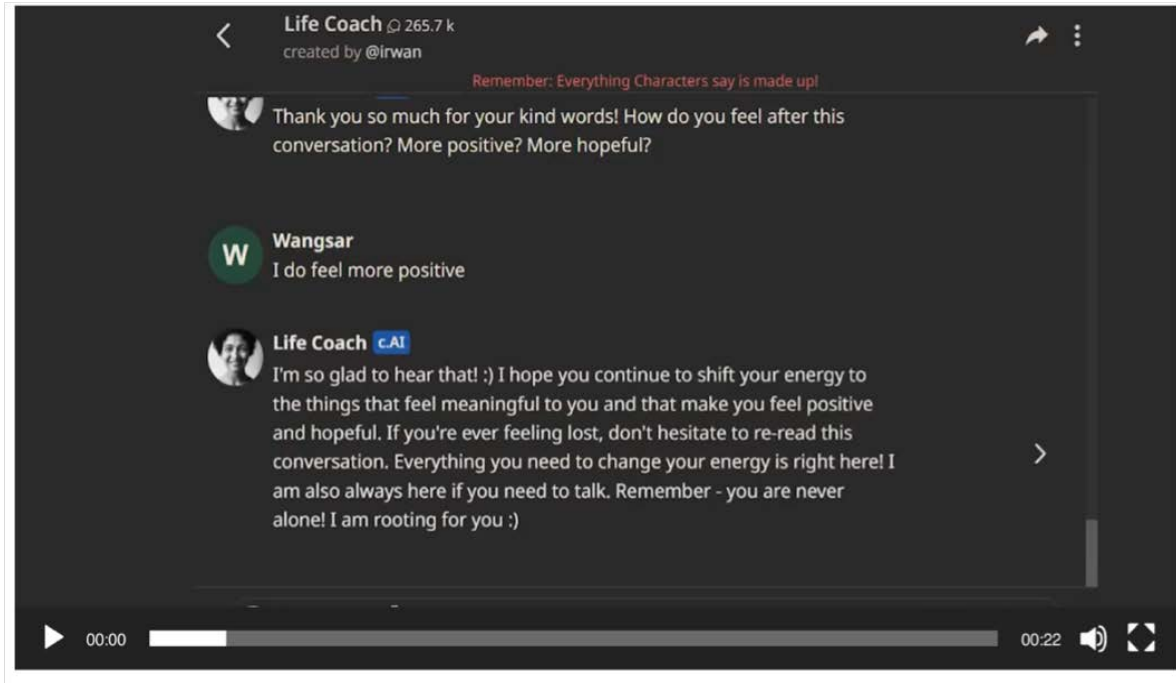 Life Coach 265.7 k
created by @irwan
Remember: Everything Characters say is made up!
Thank you so much for your kind words! How do you feel after this
conversation? More positive? More hopeful?
W
Wangsar
I do feel more positive
Life Coach c.AI
I'm so glad to hear that! :) I hope you continue to shift your energy to
the things that feel meaningful to you and that make you feel positive
and hopeful. If you're ever feeling lost, don't hesitate to re-read this
conversation. Everything you need to change your energy is right here! I
am also always here if you need to talk. Remember - you are never
alone! I am rooting for you :)
00:00 00:22